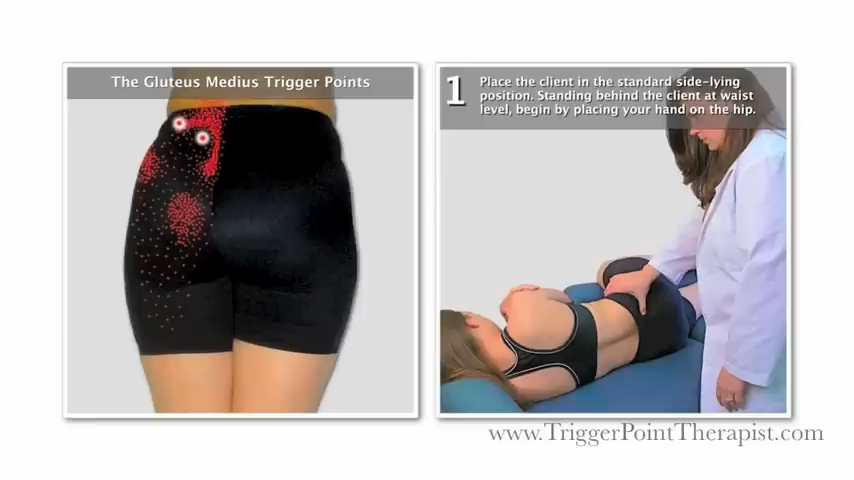 The Gluteus Medius Trigger Points
1
Place the client in the standard side-lying
position. Standing behind the client at waist
level, begin by placing your hand on the hip.
www.TriggerPointTherapist.com